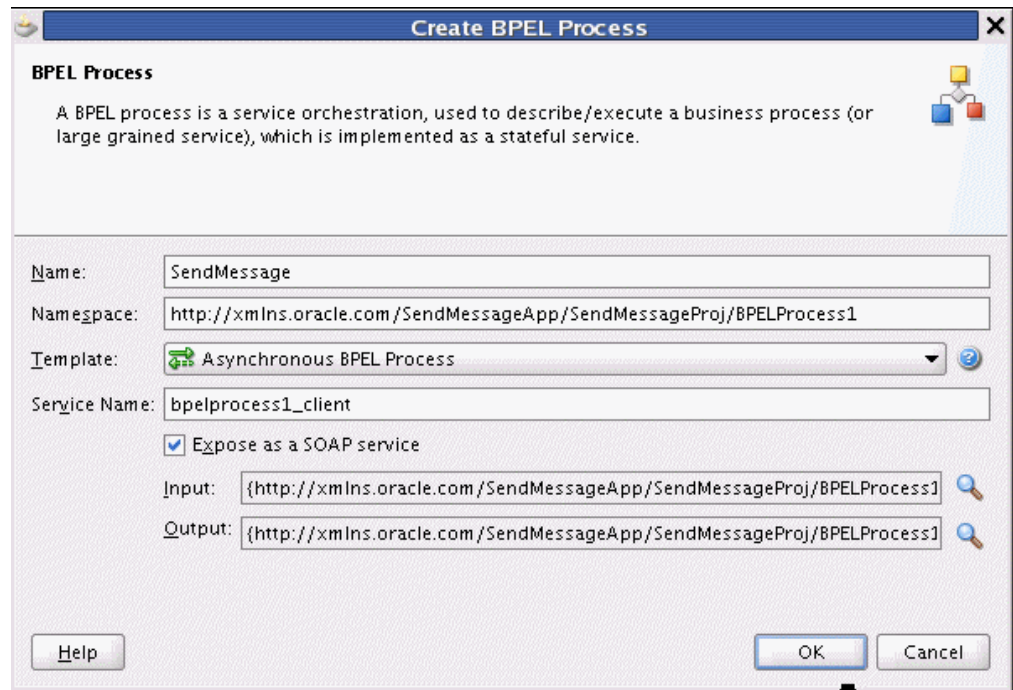 Create BPEL Process
BPEL Process
A BPEL process is a service orchestration, used to describe/execute a business process (or
large grained service), which is implemented as a stateful service.
Name: SendMessage
Namespace: http://xmlns.oracle.com/SendMessageApp/SendMessageProj/BPELProcess1
Template: Asynchronous BPEL Process
Service Name: bpelprocess1_client
Expose as a SOAP service
Input: {http://xmlns.oracle.com/SendMessageApp/SendMessageProj/BPELProcess1
Output: {http://xmlns.oracle.com/SendMessageApp/SendMessageProj/BPELProcess1
Help OK Cancel